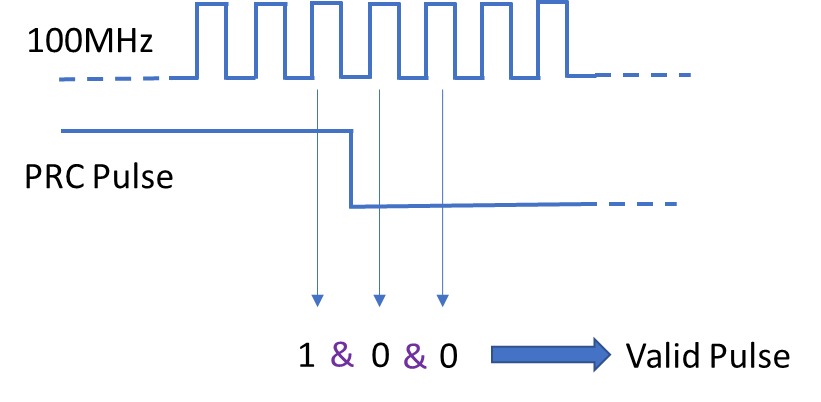 100MHz
PRC Pulse
1 & 0 & 0 Valid Pulse